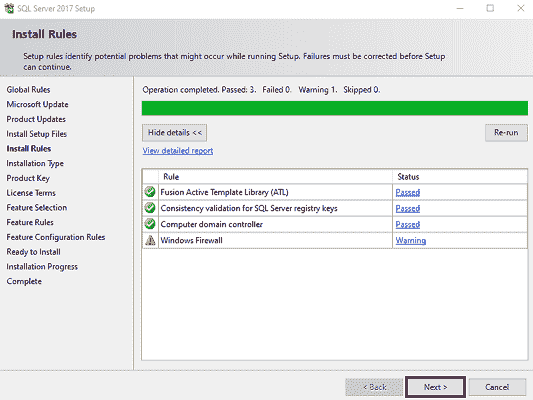 SQL Server 2017 Setup
Install Rules
Setup rules identify potential problems that might occur while running Setup. Failures must be corrected before Setup
can continue.
Global Rules
Microsoft Update
Product Updates
Install Setup Files
Install Rules
Installation Type
Product Key
License Terms
Feature Selection
Feature Rules
Feature Configuration Rules
Ready to Install
Installation Progress
Complete
Operation completed. Passed: 3. Failed 0. Warning 1. Skipped 0.
Hide details << Re-run
View detailed report
Rule Status
Fusion Active Template Library (ATL) Passed
Consistency validation for SQL Server registry keys Passed
Computer domain controller Passed
Windows Firewall Warning
< Back Next > Cancel